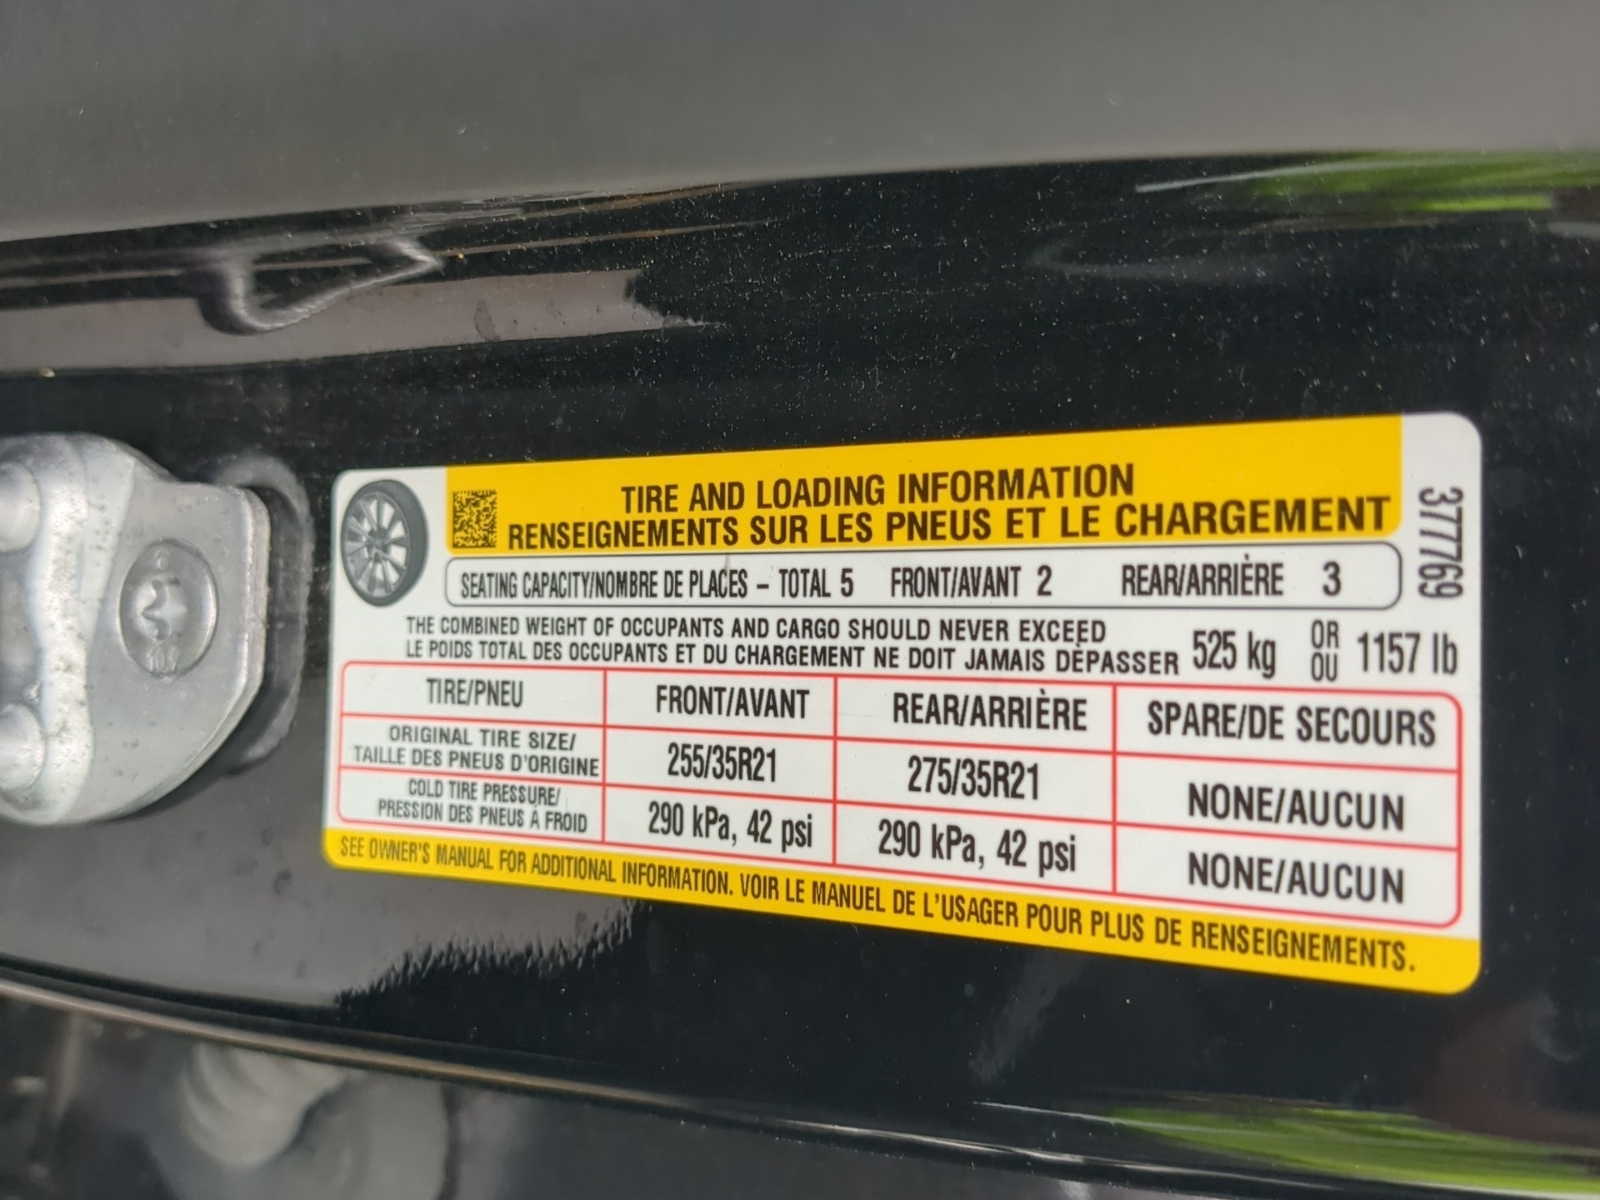 TIRE AND LOADING INFORMATION
RENSEIGNEMENTS SUR LES PNEUS ET LE CHARGEMENT
377769
SEATING CAPACITY/NOMBRE DE PLACES – TOTAL 5 FRONT/AVANT 2 REAR/ARRIÈRE 3
THE COMBINED WEIGHT OF OCCUPANTS AND CARGO SHOULD NEVER EXCEED
LE POIDS TOTAL DES OCCUPANTS ET DU CHARGEMENT NE DOIT JAMAIS DÉPASSER
525 kg OR OU 1157 lb
TIRE/PNEU FRONT/AVANT REAR/ARRIÈRE SPARE/DE SECOURS
ORIGINAL TIRE SIZE/
TAILLE DES PNEUS D'ORIGINE
255/35R21 275/35R21 NONE/AUCUN
COLD TIRE PRESSURE/
PRESSION DES PNEUS À FROID
290 kPa, 42 psi 290 kPa, 42 psi NONE/AUCUN
SEE OWNER'S MANUAL FOR ADDITIONAL INFORMATION. VOIR LE MANUEL DE L'USAGER POUR PLUS DE RENSEIGNEMENTS.